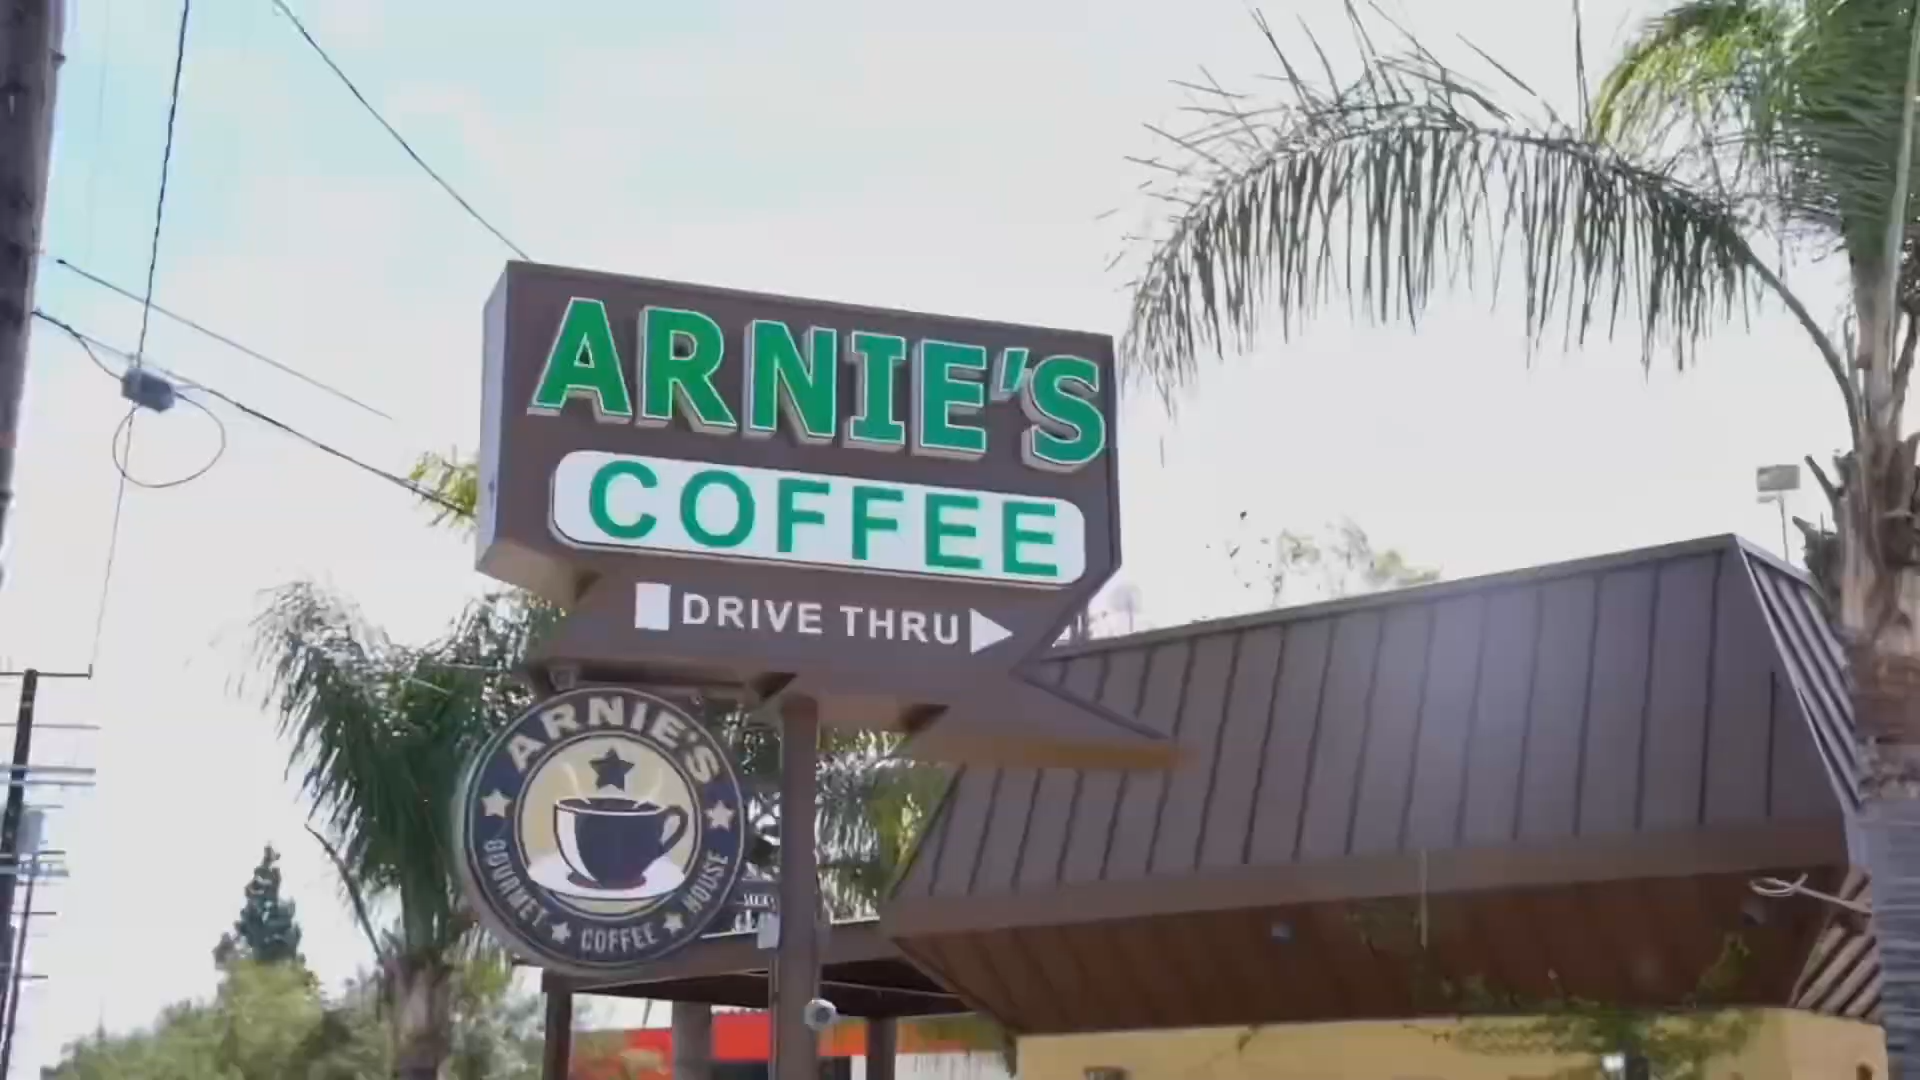 ARNIE'S
COFFEE
DRIVE THRU
ARNIE'S
GOURMET COFFEE HOUSE